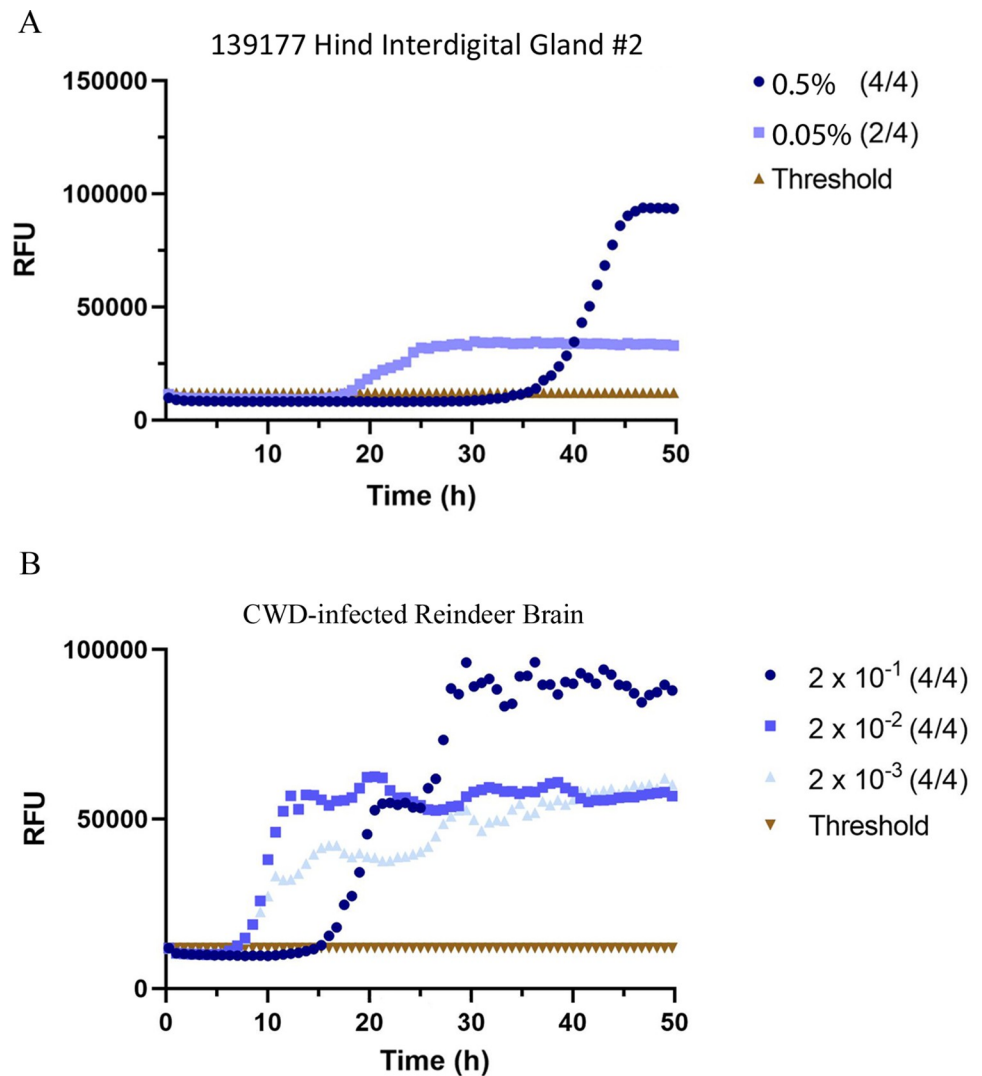 A
139177 Hind Interdigital Gland #2
150000
100000
50000
0
RFU
10 20 30 40 50
Time (h)
0.5% (4/4)
0.05% (2/4)
Threshold
B
CWD-infected Reindeer Brain
100000
50000
0
RFU
0 10 20 30 40 50
Time (h)
2 x 10⁻¹ (4/4)
2 x 10⁻² (4/4)
2 x 10⁻³ (4/4)
Threshold